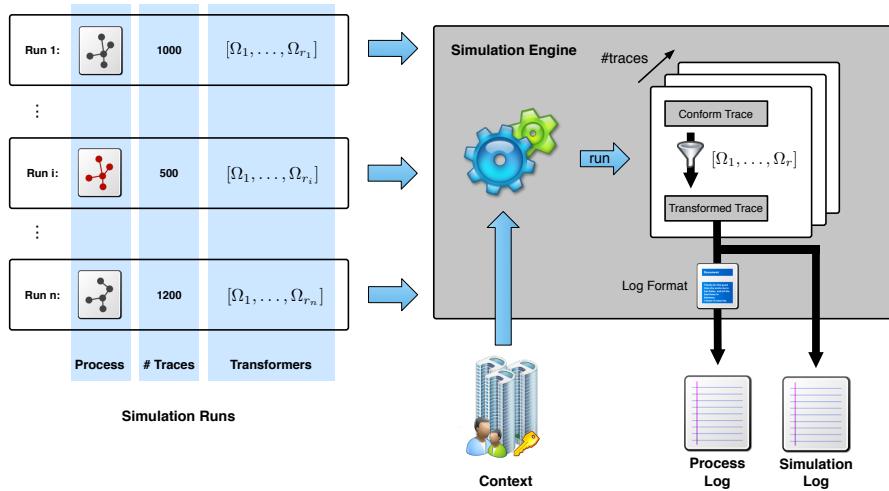 Run 1:
1000
[Ω₁, . . . , Ωᵣ₁]
⋮
Run i:
500
[Ω₁, . . . , Ωᵣᵢ]
⋮
Run n:
1200
[Ω₁, . . . , Ωᵣₙ]
Process
# Traces
Transformers
Simulation Runs
Simulation Engine
#traces
Conform Trace
run
[Ω₁, . . . , Ωᵣ]
Transformed Trace
Log Format
Context
Process
Log
Simulation
Log